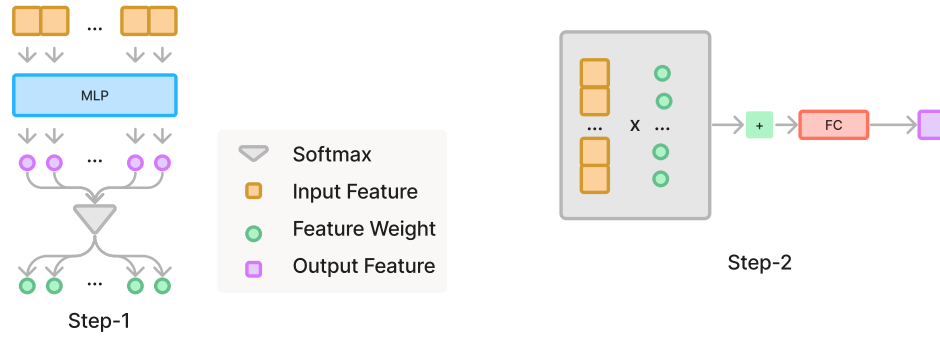 ...
MLP
...
...
Step-1
Softmax
Input Feature
Feature Weight
Output Feature
... X ...
+
FC
Step-2